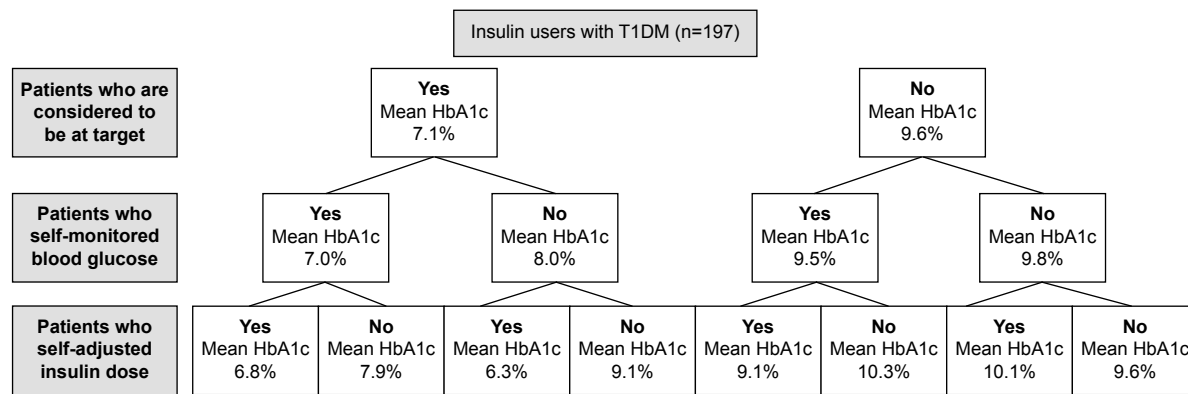 Insulin users with T1DM (n=197)
Patients who are
considered to
be at target
Yes
Mean HbA1c
7.1%
No
Mean HbA1c
9.6%
Patients who
self-monitored
blood glucose
Yes
Mean HbA1c
7.0%
No
Mean HbA1c
8.0%
Yes
Mean HbA1c
9.5%
No
Mean HbA1c
9.8%
Patients who
self-adjusted
insulin dose
Yes
Mean HbA1c
6.8%
No
Mean HbA1c
7.9%
Yes
Mean HbA1c
6.3%
No
Mean HbA1c
9.1%
Yes
Mean HbA1c
9.1%
No
Mean HbA1c
10.3%
Yes
Mean HbA1c
10.1%
No
Mean HbA1c
9.6%